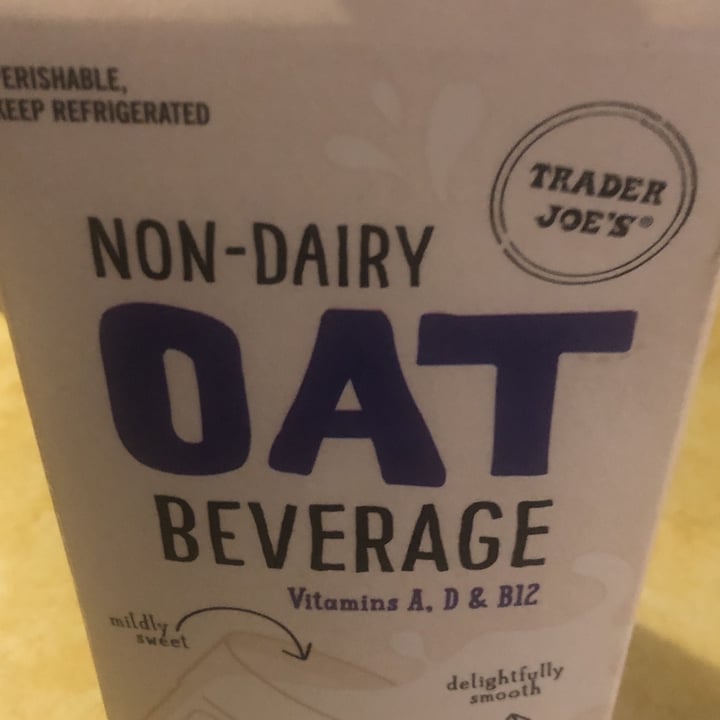 ERISHABLE,
KEEP REFRIGERATED
TRADER
JOE'S®
NON-DAIRY
OAT
BEVERAGE
Vitamins A, D & B12
mildly
sweet
delightfully
smooth